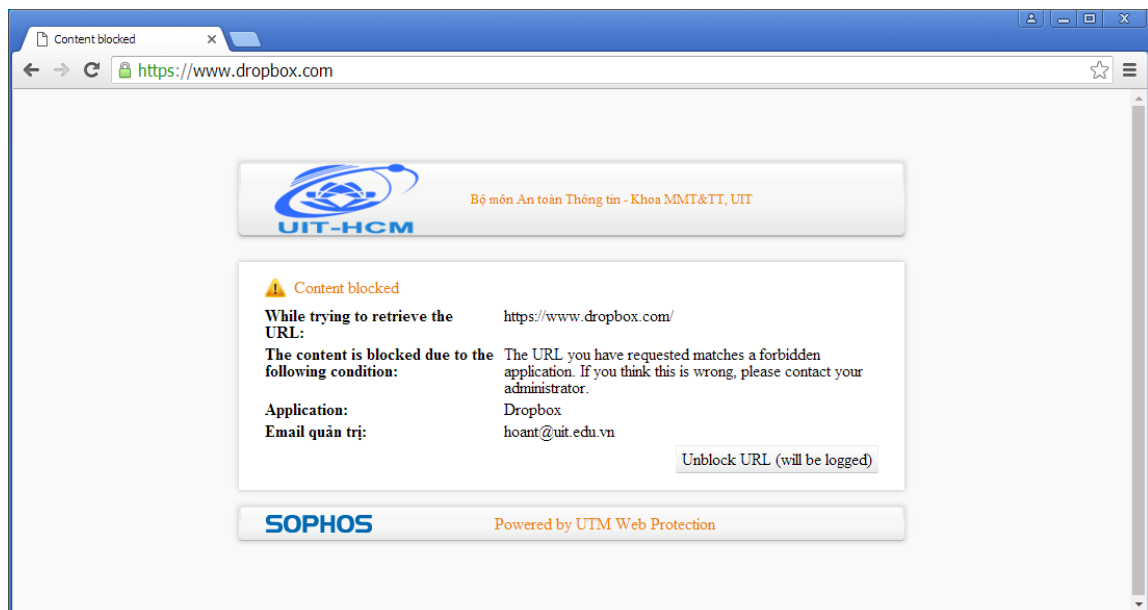 Content blocked
https://www.dropbox.com
UIT-HCM
Bộ môn An toàn Thông tin - Khoa MMT&TT, UIT
Content blocked
While trying to retrieve the
URL:
https://www.dropbox.com/
The content is blocked due to the
following condition:
The URL you have requested matches a forbidden
application. If you think this is wrong, please contact your
administrator.
Application:
Dropbox
Email quản trị:
hoant@uit.edu.vn
Unblock URL (will be logged)
SOPHOS
Powered by UTM Web Protection